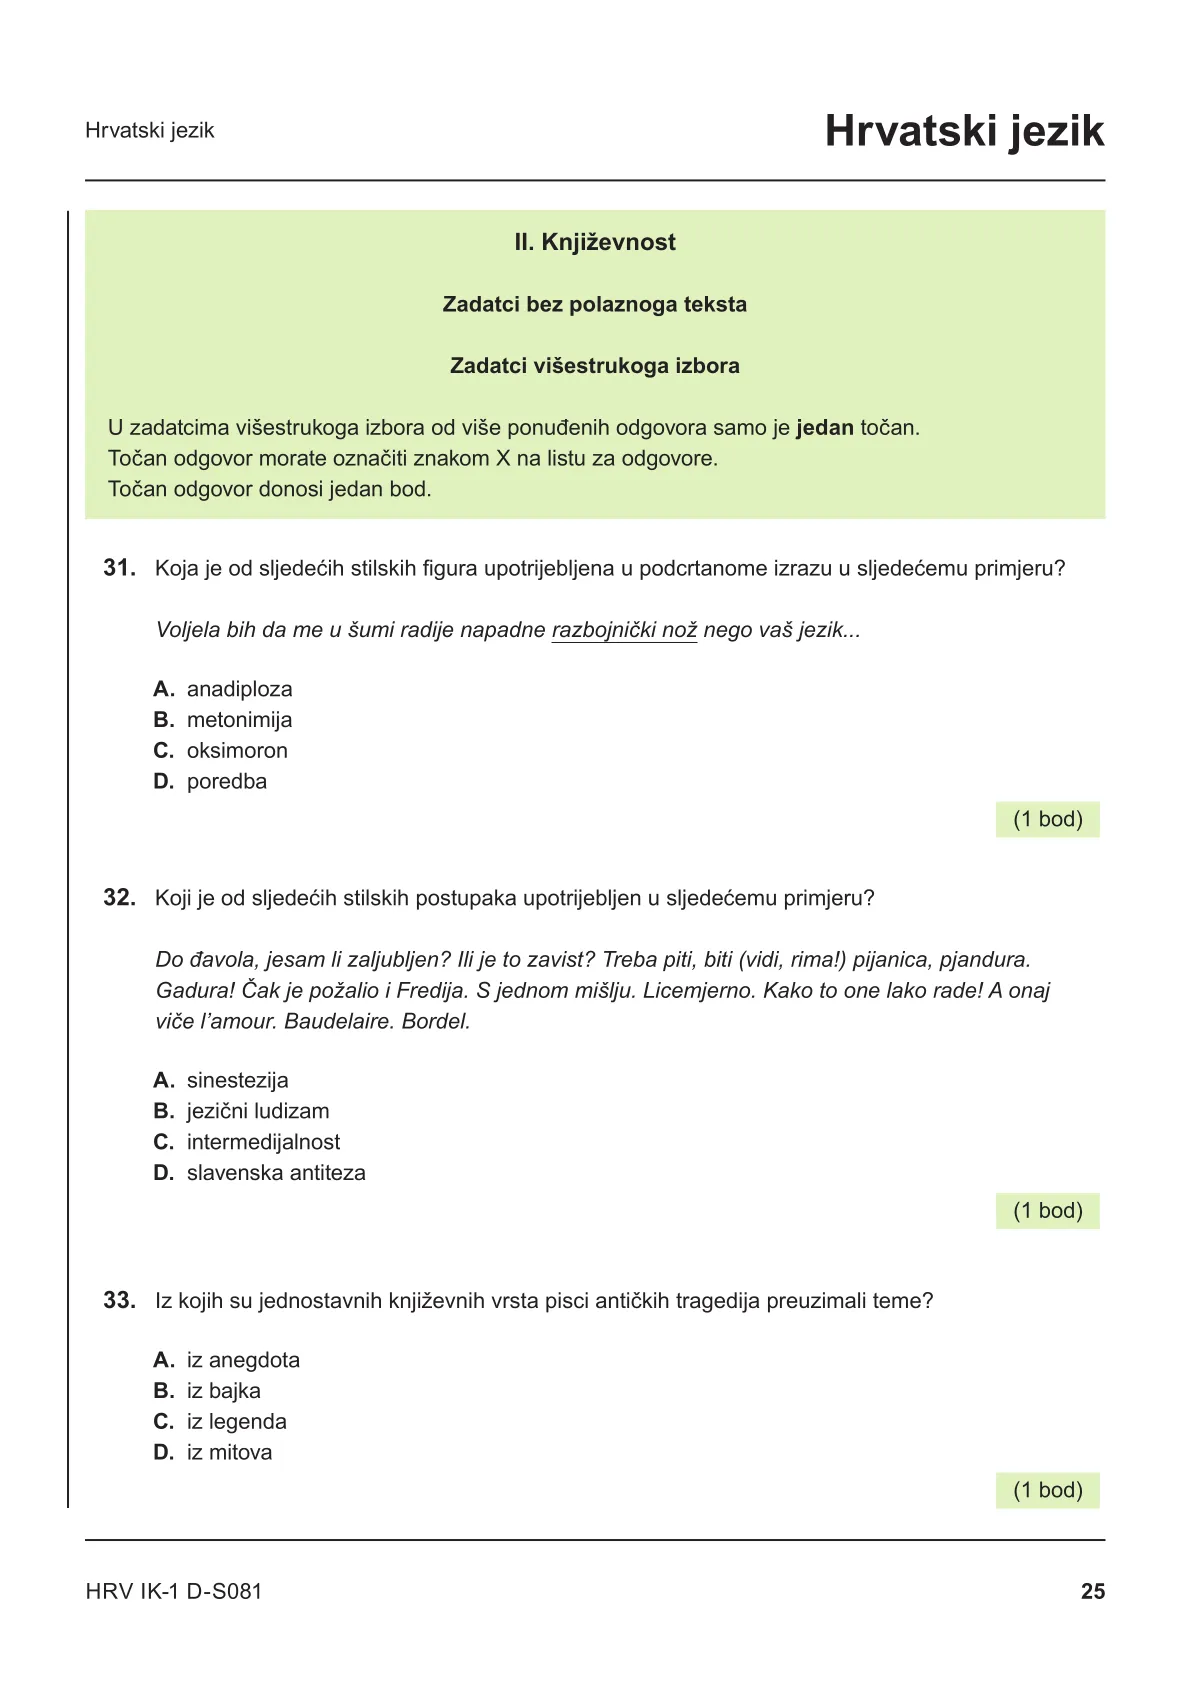 Hrvatski jezik
Hrvatski jezik
II. Književnost
Zadatci bez polaznoga teksta
Zadatci višestrukoga izbora
U zadatcima višestrukoga izbora od više ponuđenih odgovora samo je jedan točan.
Točan odgovor morate označiti znakom X na listu za odgovore.
Točan odgovor donosi jedan bod.
31. Koja je od sljedećih stilskih figura upotrijebljena u podcrtanome izrazu u sljedećemu primjeru?
Voljela bih da me u šumi radije napadne razbojnički nož nego vaš jezik...
A. anadiploza
B. metonimija
C. oksimoron
D. poredba
(1 bod)
32. Koji je od sljedećih stilskih postupaka upotrijebljen u sljedećemu primjeru?
Do đavola, jesam li zaljubljen? Ili je to zavist? Treba piti, biti (vidi, rima!) pijanica, pjandura.
Gadura! Čak je požalio i Fredija. S jednom mišlju. Licemjerno. Kako to one lako rade! A onaj
viče l’amour. Baudelaire. Bordel.
A. sinestezija
B. jezični ludizam
C. intermedijalnost
D. slavenska antiteza
(1 bod)
33. Iz kojih su jednostavnih književnih vrsta pisci antičkih tragedija preuzimali teme?
A. iz anegdota
B. iz bajka
C. iz legenda
D. iz mitova
(1 bod)
HRV IK-1 D-S081
25